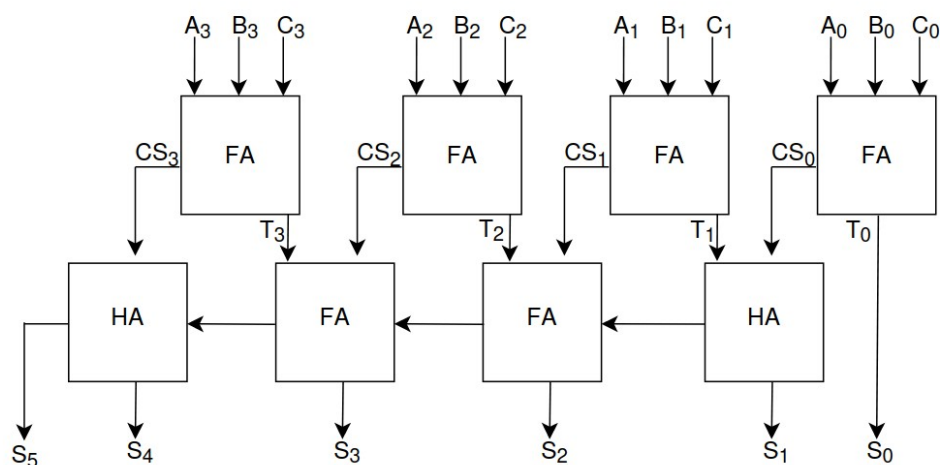 A₃ B₃ C₃ A₂ B₂ C₂ A₁ B₁ C₁ A₀ B₀ C₀
CS₃ FA CS₂ FA CS₁ FA CS₀ FA
T₃ T₂ T₁ T₀
HA FA FA HA
S₅ S₄ S₃ S₂ S₁ S₀